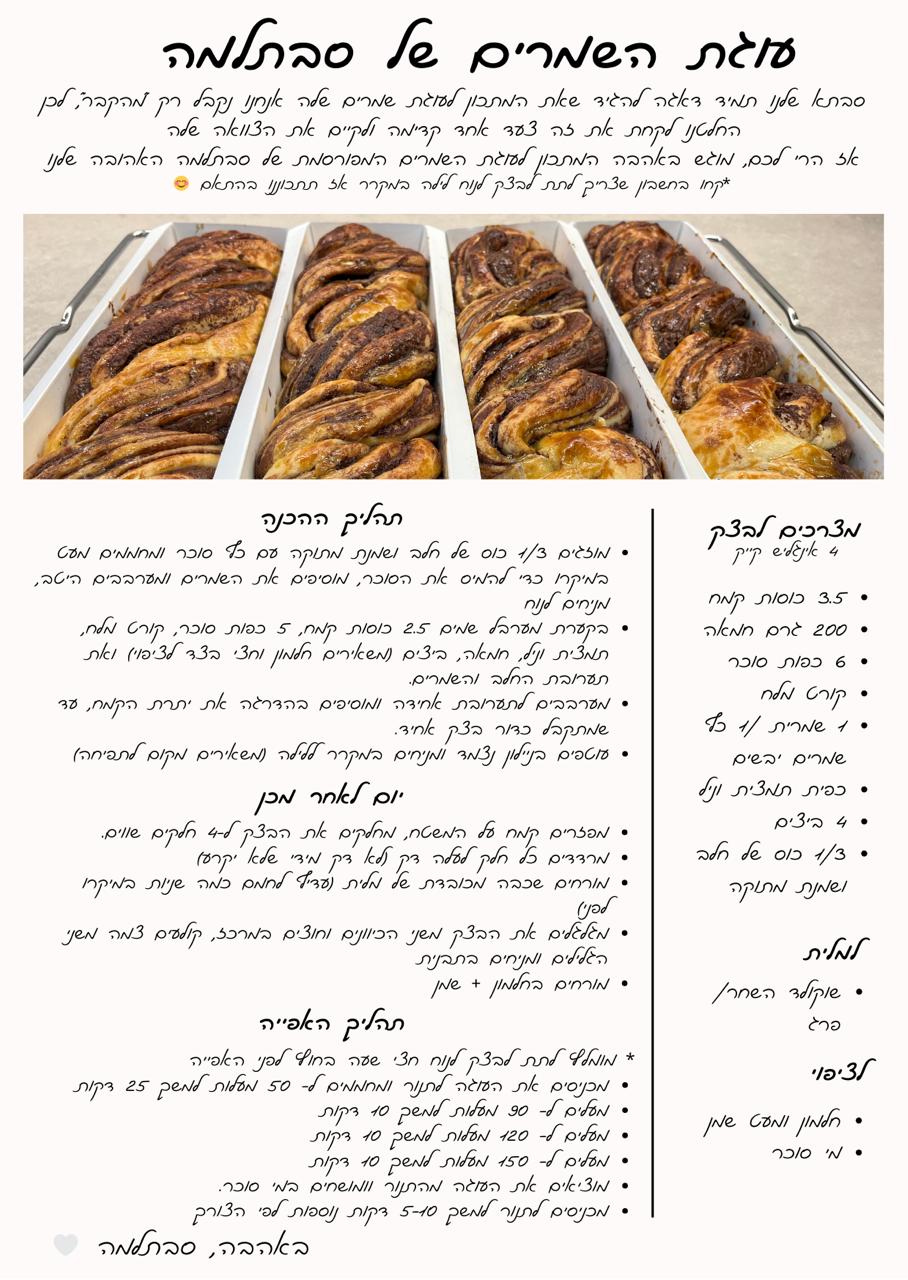 עוגת השמרים של סבתלמה
סבתא שלנו תמיד דאגה להגיד שאת המתכון לעוגת שמרים שלה אנחנו נקבל רק "מהקבר", לכן
החלטנו לקחת את זה צעד אחד קדימה ולקיים את הצוואה שלה
אז הרי לכם, מוגש באהבה המתכון לעוגת השמרים המפורסמת של סבתלמה האהובה שלנו
*קחו בחשבון שצריך לתת לבצק לנוח לילה במקרר אז תתכוננו בהתאם 😊
מצרכים לבצק
4 אינגליש קייק
• 3.5 כוסות קמח
• 200 גרם חמאה
• 6 כפות סוכר
• קורט מלח
• 1 שמרית /1 כף
שמרים יבשים
• כפית תמצית וניל
• 4 ביצים
• 1/3 כוס של חלב
ושמנת מתוקה
למלית
• שוקולד השחר/
פרג
לציפוי
• חלמון ומעט שמן
• מי סוכר
תהליך ההכנה
• מוזגים 1/3 כוס של חלב ושמנת מתוקה עם כף סוכר ומחממים מעט
במיקרו כדי להמיס את הסוכר, מוסיפים את השמרים ומערבבים היטב,
מניחים לנוח
• בקערת מערבל שמים 2.5 כוסות קמח, 5 כפות סוכר, קורט מלח,
תמצית וניל, חמאה, ביצים (משאירים חלמון וחצי בצד לציפוי) ואת
תערובת החלב והשמרים.
• מערבבים לתערובת אחידה ומוסיפים בהדרגה את יתרת הקמח, עד
שמתקבל כדור בצק אחיד.
• עוטפים בניילון נצמד ומניחים במקרר ללילה (משאירים מקום לתפיחה)
יום לאחר מכן
• מפזרים קמח על המשטח, מחלקים את הבצק ל-4 חלקים שווים.
• מרדדים כל חלק לעלה דק (לא דק מידי שלא יקרע)
• מורחים שכבה מכובדת של מלית (עדיף לחמם כמה שניות במיקרו
לפני)
• מגלגלים את הבצק משני הכיוונים וחוצים במרכז, קולעים צמה משני
הגלילים ומניחים בתבנית
• מורחים בחלמון + שמן
תהליך האפייה
* מומלץ לתת לבצק לנוח חצי שעה בחוץ לפני האפייה
• מכניסים את העוגה לתנור ומחממים ל- 50 מעלות למשך 25 דקות
• מעלים ל- 90 מעלות למשך 10 דקות
• מעלים ל- 120 מעלות למשך 10 דקות
• מעלים ל- 150 מעלות למשך 10 דקות
• מוציאים את העוגה מהתנור וומושחים במי סוכר.
• מכניסים לתנור למשך 5-10 דקות נוספות לפי הצורק
באהבה, סבתלמה 🤍